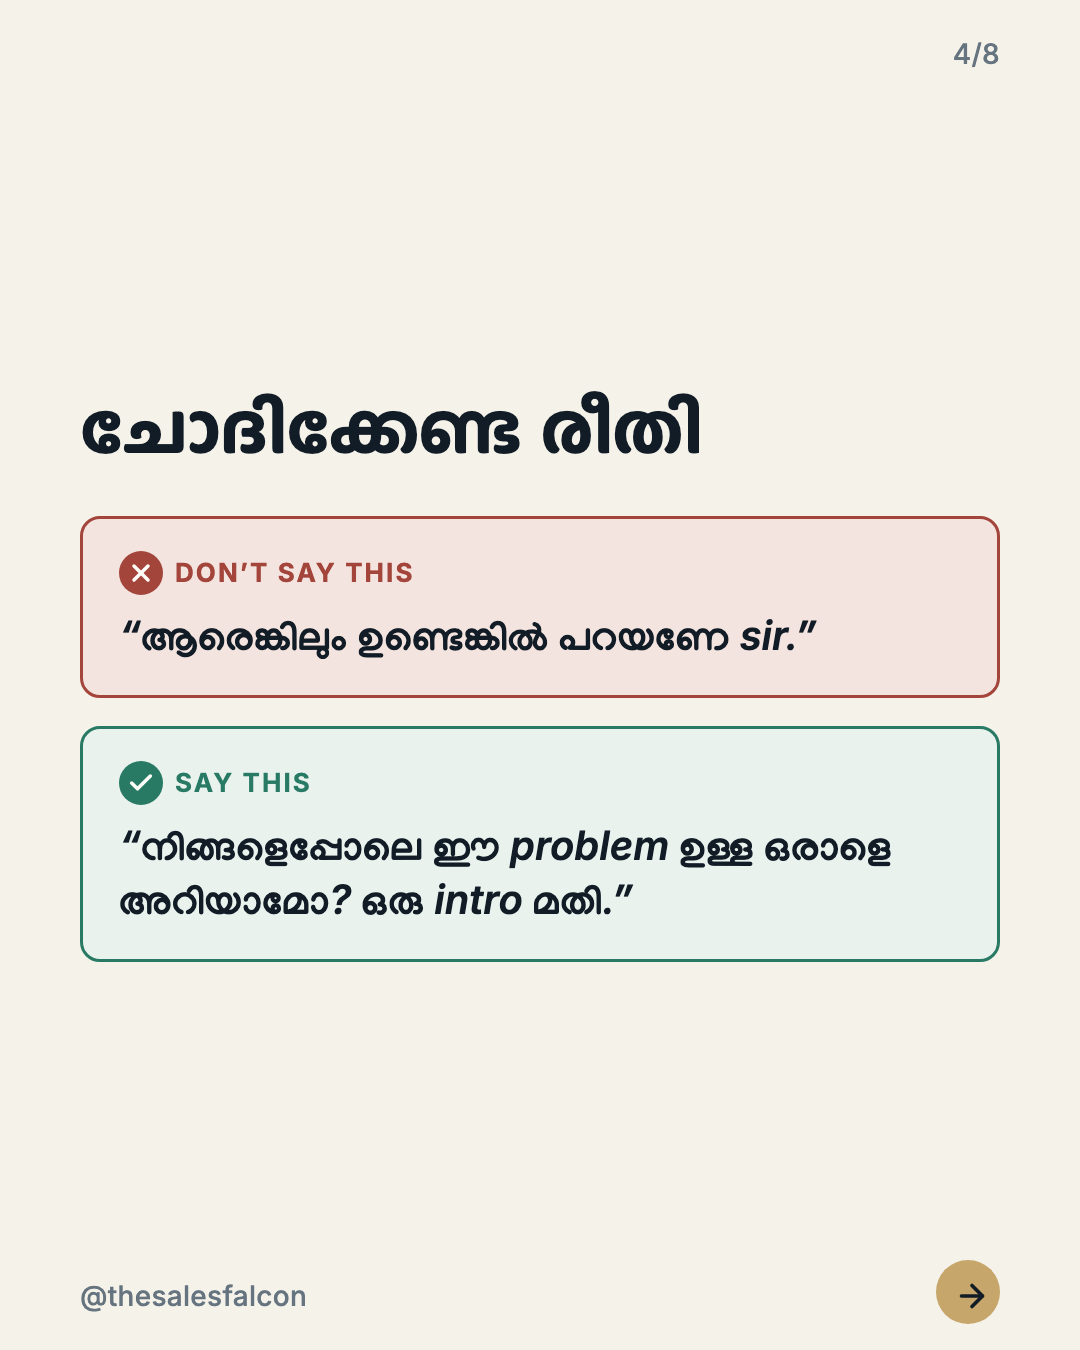 4/8
ചോദിക്കേണ്ട രീതി
DON’T SAY THIS
“ആരെങ്കിലും ഉണ്ടെങ്കിൽ പറയണേ sir.”
SAY THIS
“നിങ്ങളെപ്പോലെ ഈ problem ഉള്ള ഒരാളെ
അറിയാമോ? ഒരു intro മതി.”
@thesalesfalcon